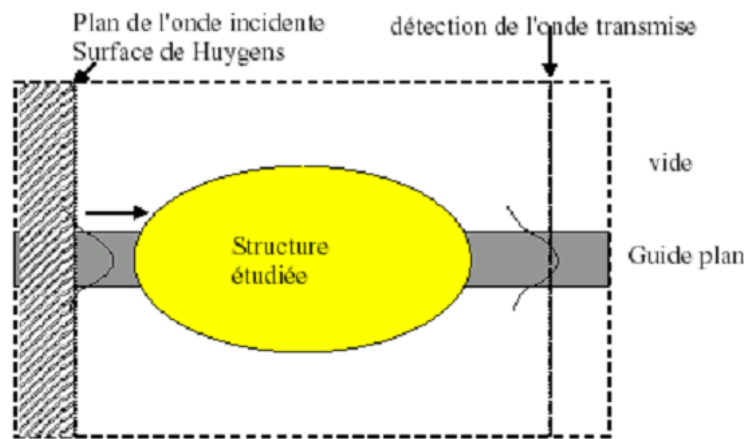 Plan de l'onde incidente
Surface de Huygens
détection de l'onde transmise
vide
Structure
étudiée
Guide plan